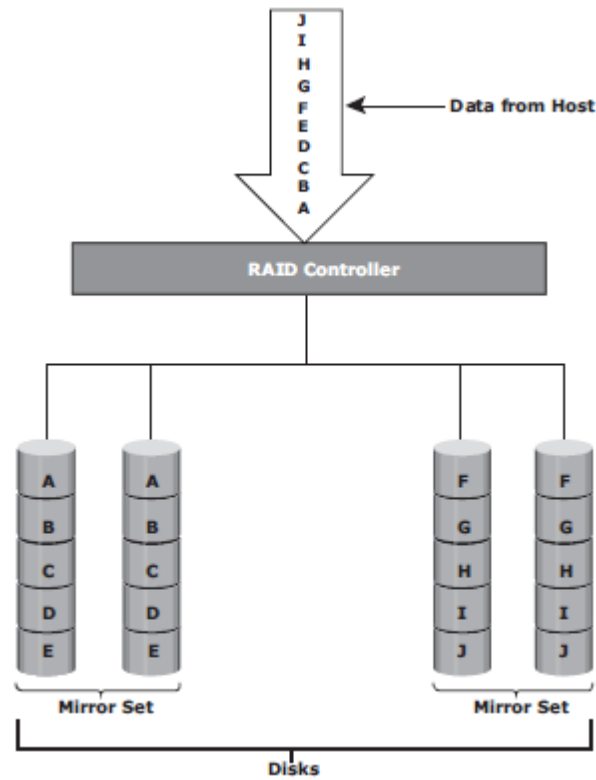 J
I
H
G
F
E
D
C
B
A
Data from Host
RAID Controller
A A F F
B B G G
C C H H
D D I I
E E J J
Mirror Set Mirror Set
Disks